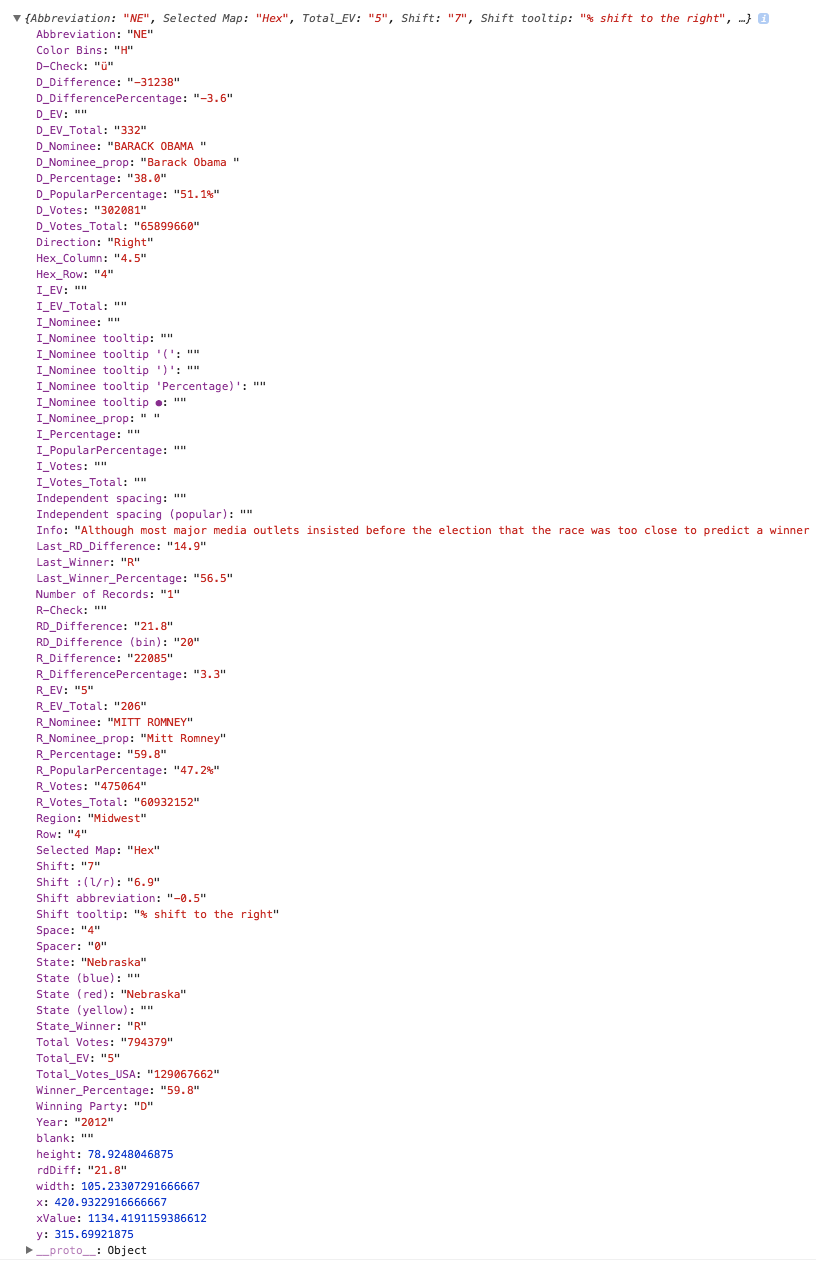 ▼{Abbreviation: "NE", Selected Map: "Hex", Total_EV: "5", Shift: "7", Shift tooltip: "% shift to the right", …} i
Abbreviation: "NE"
Color Bins: "H"
D-Check: "ü"
D_Difference: "-31238"
D_DifferencePercentage: "-3.6"
D_EV: ""
D_EV_Total: "332"
D_Nominee: "BARACK OBAMA "
D_Nominee_prop: "Barack Obama "
D_Percentage: "38.0"
D_PopularPercentage: "51.1%"
D_Votes: "302081"
D_Votes_Total: "65899660"
Direction: "Right"
Hex_Column: "4.5"
Hex_Row: "4"
I_EV: ""
I_EV_Total: ""
I_Nominee: ""
I_Nominee tooltip: ""
I_Nominee tooltip '(': ""
I_Nominee tooltip ')': ""
I_Nominee tooltip 'Percentage)': ""
I_Nominee tooltip ●: ""
I_Nominee_prop: " "
I_Percentage: ""
I_PopularPercentage: ""
I_Votes: ""
I_Votes_Total: ""
Independent spacing: ""
Independent spacing (popular): ""
Info: "Although most major media outlets insisted before the election that the race was too close to predict a winner
Last_RD_Difference: "14.9"
Last_Winner: "R"
Last_Winner_Percentage: "56.5"
Number of Records: "1"
R-Check: ""
RD_Difference: "21.8"
RD_Difference (bin): "20"
R_Difference: "22085"
R_DifferencePercentage: "3.3"
R_EV: "5"
R_EV_Total: "206"
R_Nominee: "MITT ROMNEY"
R_Nominee_prop: "Mitt Romney"
R_Percentage: "59.8"
R_PopularPercentage: "47.2%"
R_Votes: "475064"
R_Votes_Total: "60932152"
Region: "Midwest"
Row: "4"
Selected Map: "Hex"
Shift: "7"
Shift :(l/r): "6.9"
Shift abbreviation: "-0.5"
Shift tooltip: "% shift to the right"
Space: "4"
Spacer: "0"
State: "Nebraska"
State (blue): ""
State (red): "Nebraska"
State (yellow): ""
State_Winner: "R"
Total Votes: "794379"
Total_EV: "5"
Total_Votes_USA: "129067662"
Winner_Percentage: "59.8"
Winning Party: "D"
Year: "2012"
blank: ""
height: 78.9248046875
rdDiff: "21.8"
width: 105.23307291666667
x: 420.9322916666667
xValue: 1134.4191159386612
y: 315.69921875
▶__proto__: Object